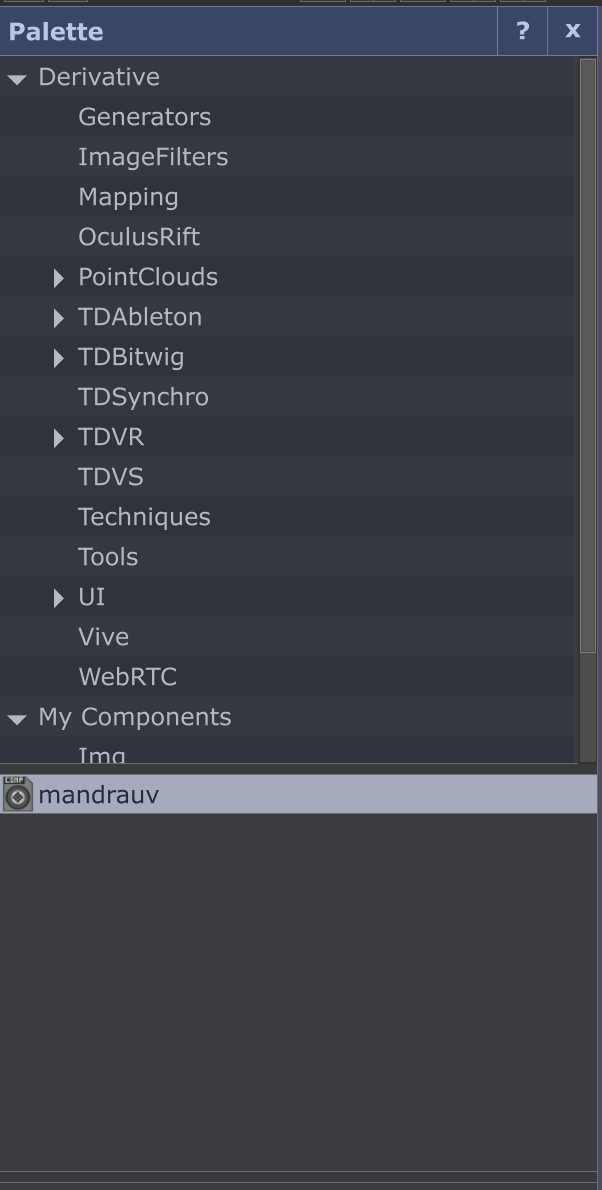 Palette ? x
Derivative
Generators
ImageFilters
Mapping
OculusRift
PointClouds
TDAbleton
TDBitwig
TDSynchro
TDVR
TDVS
Techniques
Tools
UI
Vive
WebRTC
My Components
Img
COMP
mandrauv